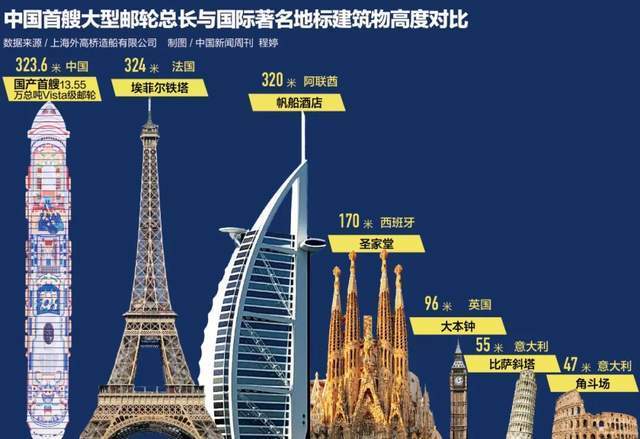 中国首艘大型邮轮总长与国际著名地标建筑物高度对比
数据来源 / 上海外高桥造船有限公司 制图 / 中国新闻周刊 程婷
323.6 米 中国
国产首艘13.55
万总吨Vista级邮轮
324 米 法国
埃菲尔铁塔
320 米 阿联酋
帆船酒店
170 米 西班牙
圣家堂
96 米 英国
大本钟
55 米 意大利
比萨斜塔
47 米 意大利
角斗场